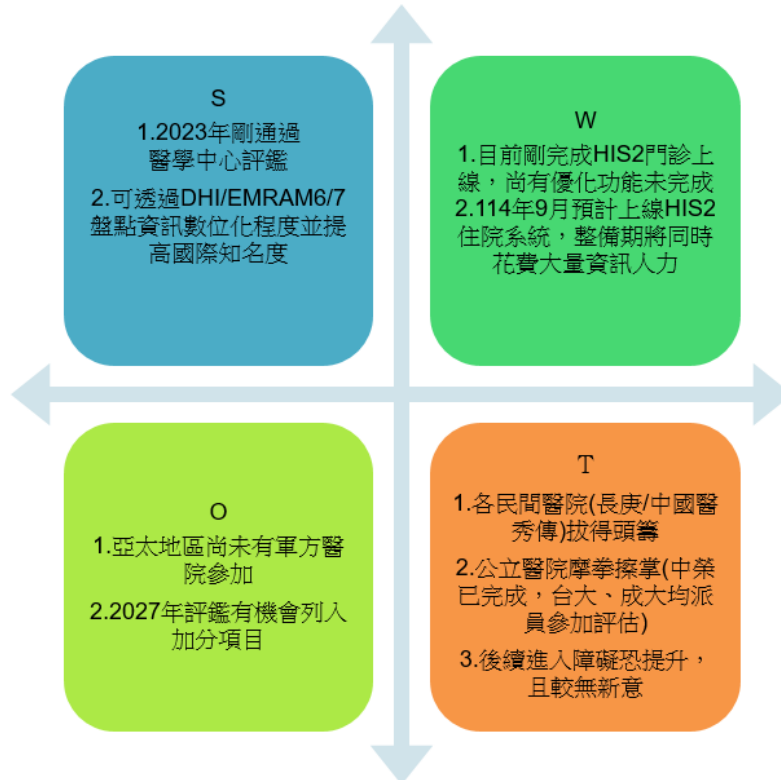 S
1.2023年剛通過
醫學中心評鑑
2.可透過DHI/EMRAM6/7
盤點資訊數位化程度並提
高國際知名度
W
1.目前剛完成HIS2門診上
線，尚有優化功能未完成
2.114年9月預計上線HIS2
住院系統，整備期將同時
花費大量資訊人力
O
1.亞太地區尚未有軍方醫
院參加
2.2027年評鑑有機會列入
加分項目
T
1.各民間醫院(長庚/中國醫
秀傳)拔得頭籌
2.公立醫院摩拳擦掌(中榮
已完成，台大、成大均派
員參加評估)
3.後續進入障礙恐提升，
且較無新意